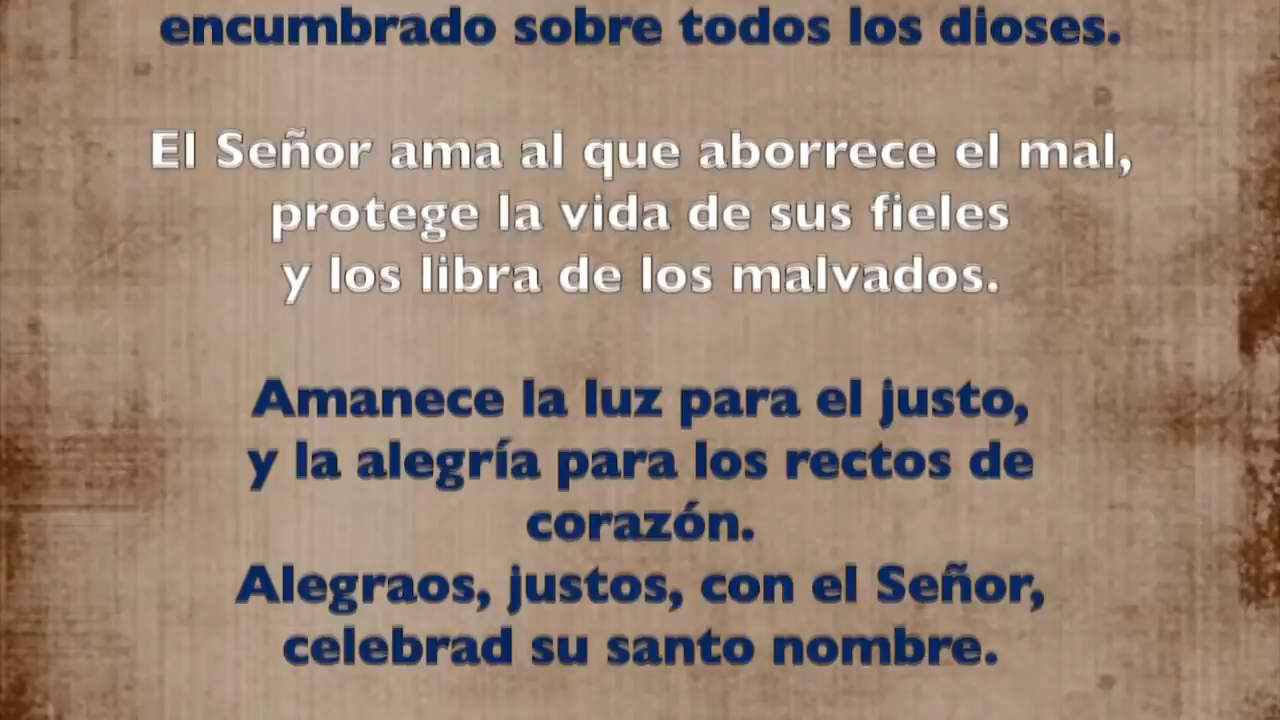 encumbrado sobre todos los dioses.
El Señor ama al que aborrece el mal,
protege la vida de sus fieles
y los libra de los malvados.
Amanece la luz para el justo,
y la alegría para los rectos de
corazón.
Alegraos, justos, con el Señor,
celebrad su santo nombre.